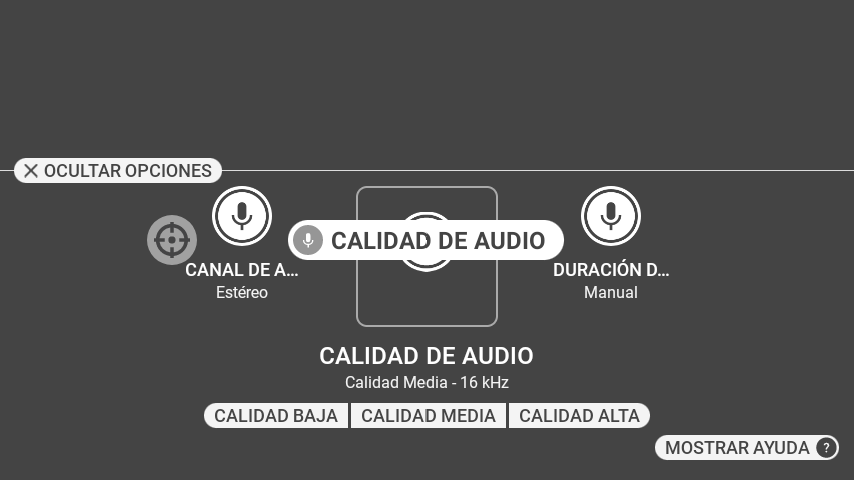 OCULTAR OPCIONES
CALIDAD DE AUDIO
CANAL DE A...
Estéreo
DURACIÓN D...
Manual
CALIDAD DE AUDIO
Calidad Media - 16 kHz
CALIDAD BAJA CALIDAD MEDIA CALIDAD ALTA
MOSTRAR AYUDA ?